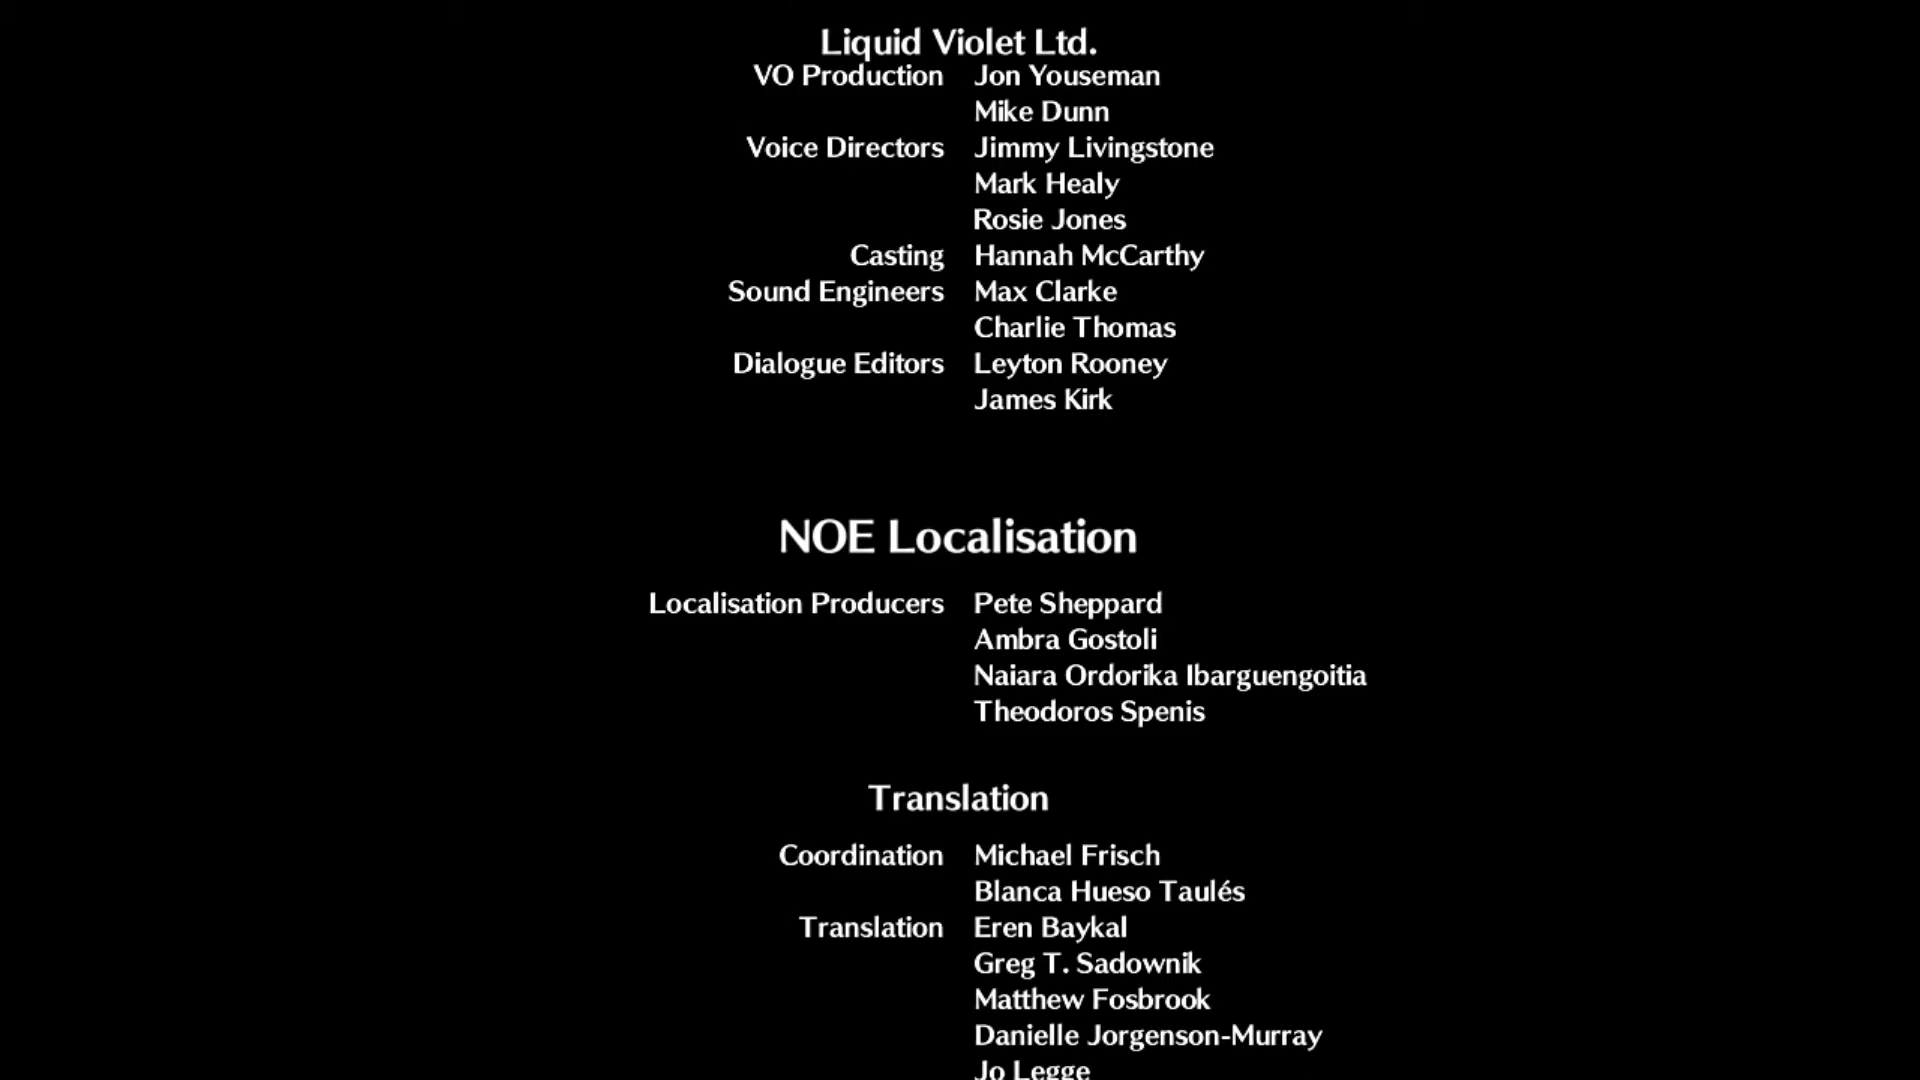 Liquid Violet Ltd.
VO Production Jon Youseman
Mike Dunn
Voice Directors Jimmy Livingstone
Mark Healy
Rosie Jones
Casting Hannah McCarthy
Sound Engineers Max Clarke
Charlie Thomas
Dialogue Editors Leyton Rooney
James Kirk
NOE Localisation
Localisation Producers Pete Sheppard
Ambra Gostoli
Naiara Ordorika Ibarguengoitia
Theodoros Spenis
Translation
Coordination Michael Frisch
Blanca Hueso Taulés
Translation Eren Baykal
Greg T. Sadownik
Matthew Fosbrook
Danielle Jorgenson-Murray
Jo Legge